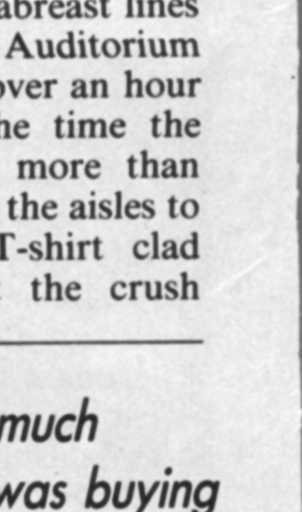 abreast lines
Auditorium
over an hour
the time the
more than
the aisles to
T-shirt clad
the crush
much
was buying